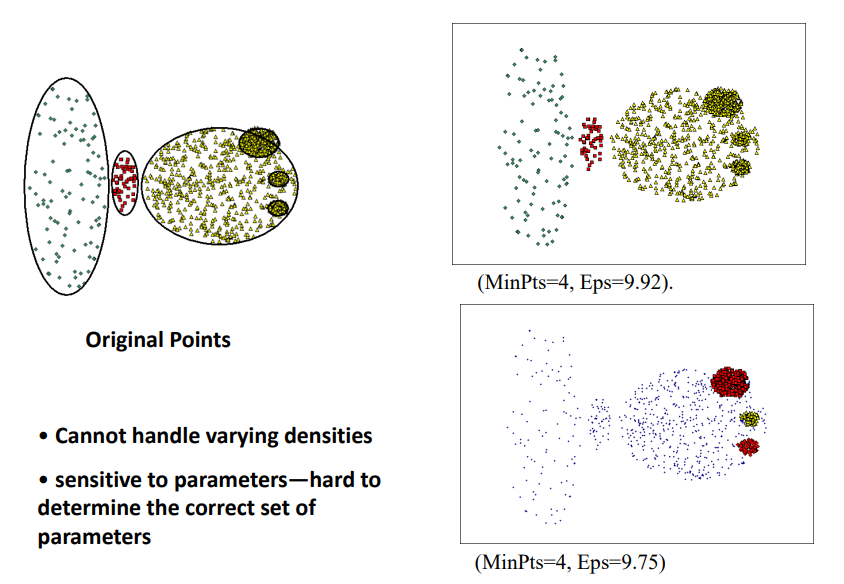 (MinPts=4, Eps=9.92).
Original Points
• Cannot handle varying densities
• sensitive to parameters—hard to
determine the correct set of
parameters
(MinPts=4, Eps=9.75)